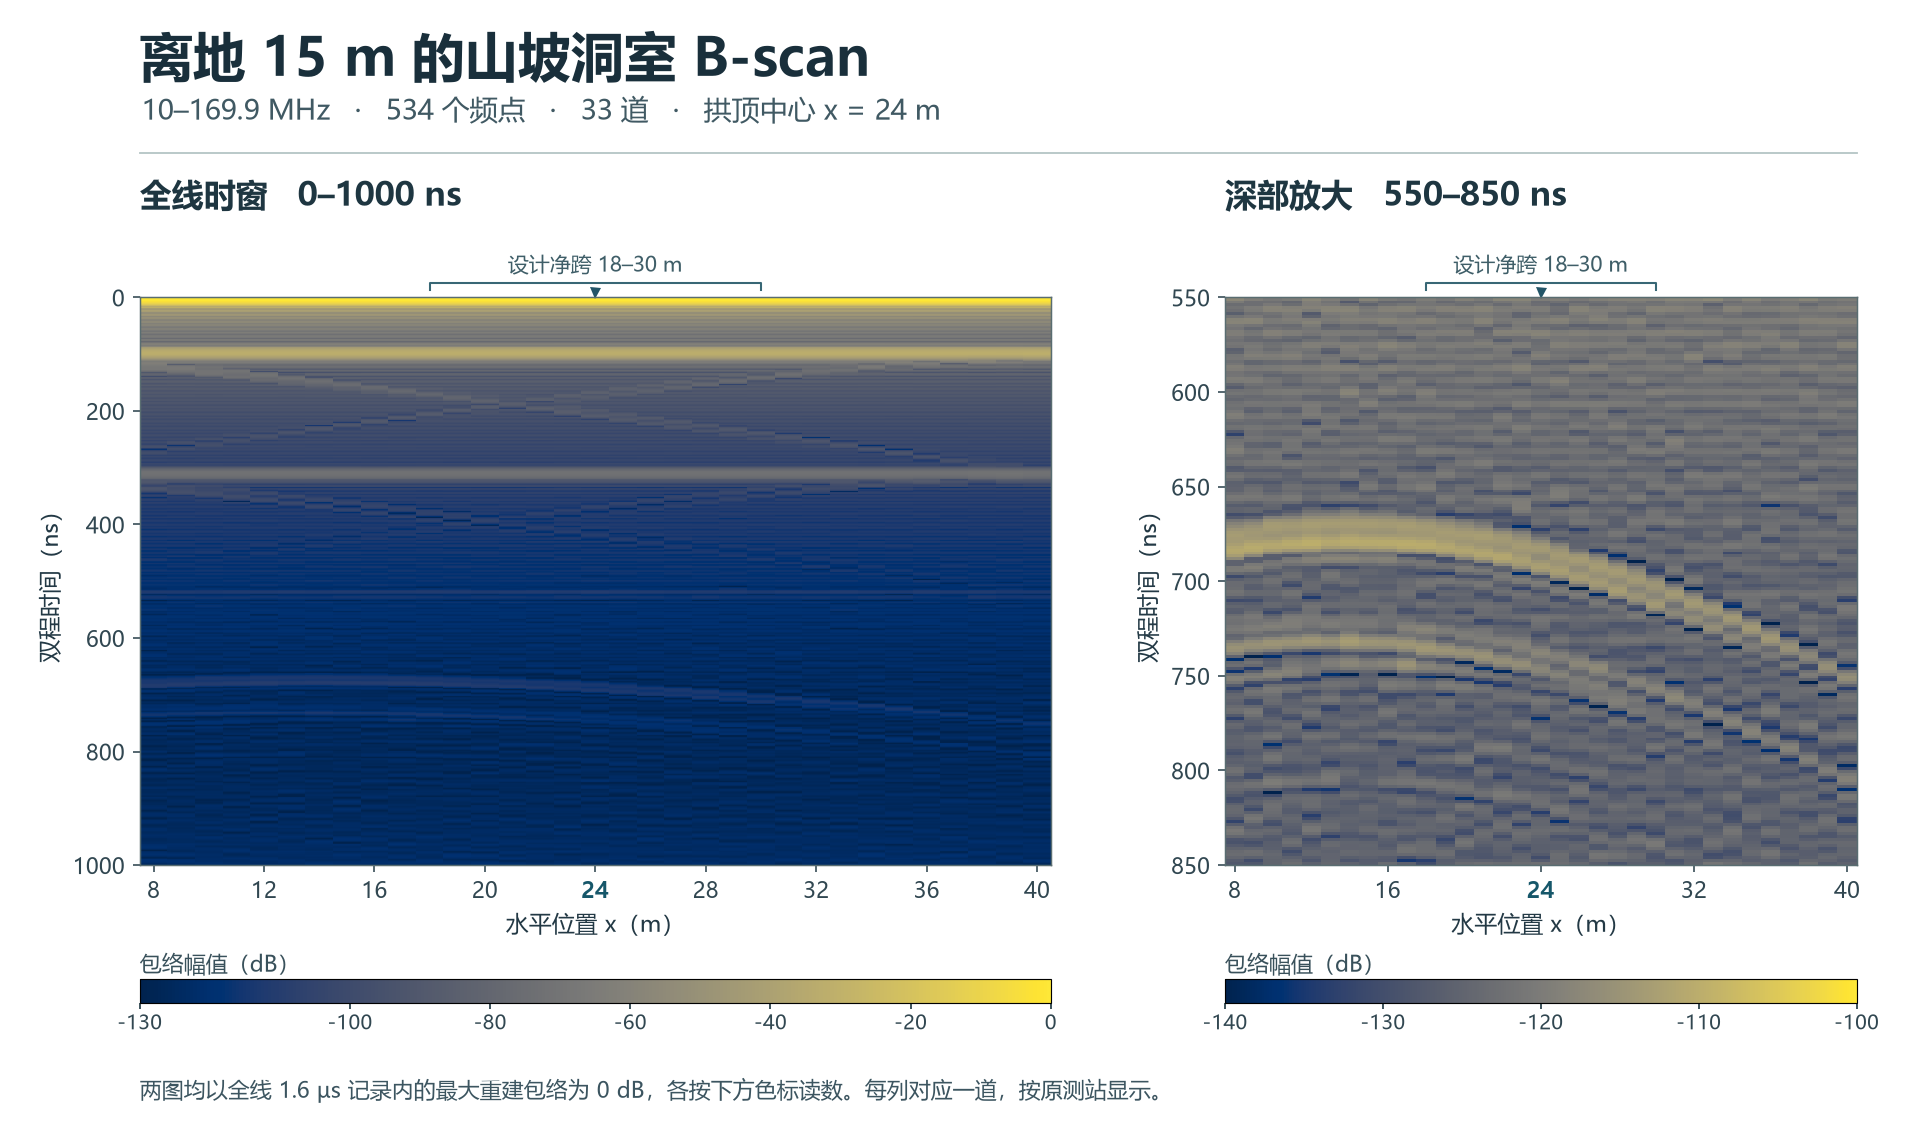 离地 15 m 的山坡洞室 B-scan
10–169.9 MHz · 534 个频点 · 33 道 · 拱顶中心 x = 24 m
全线时窗 0–1000 ns
设计净跨 18–30 m
0
200
400
600
800
1000
双程时间（ns）
8 12 16 20 24 28 32 36 40
水平位置 x（m）
包络幅值（dB）
-130 -100 -80 -60 -40 -20 0
深部放大 550–850 ns
设计净跨 18–30 m
550
600
650
700
750
800
850
双程时间（ns）
8 16 24 32 40
水平位置 x（m）
包络幅值（dB）
-140 -130 -120 -110 -100
两图均以全线 1.6 μs 记录内的最大重建包络为 0 dB，各按下方色标读数。每列对应一道，按原测站显示。